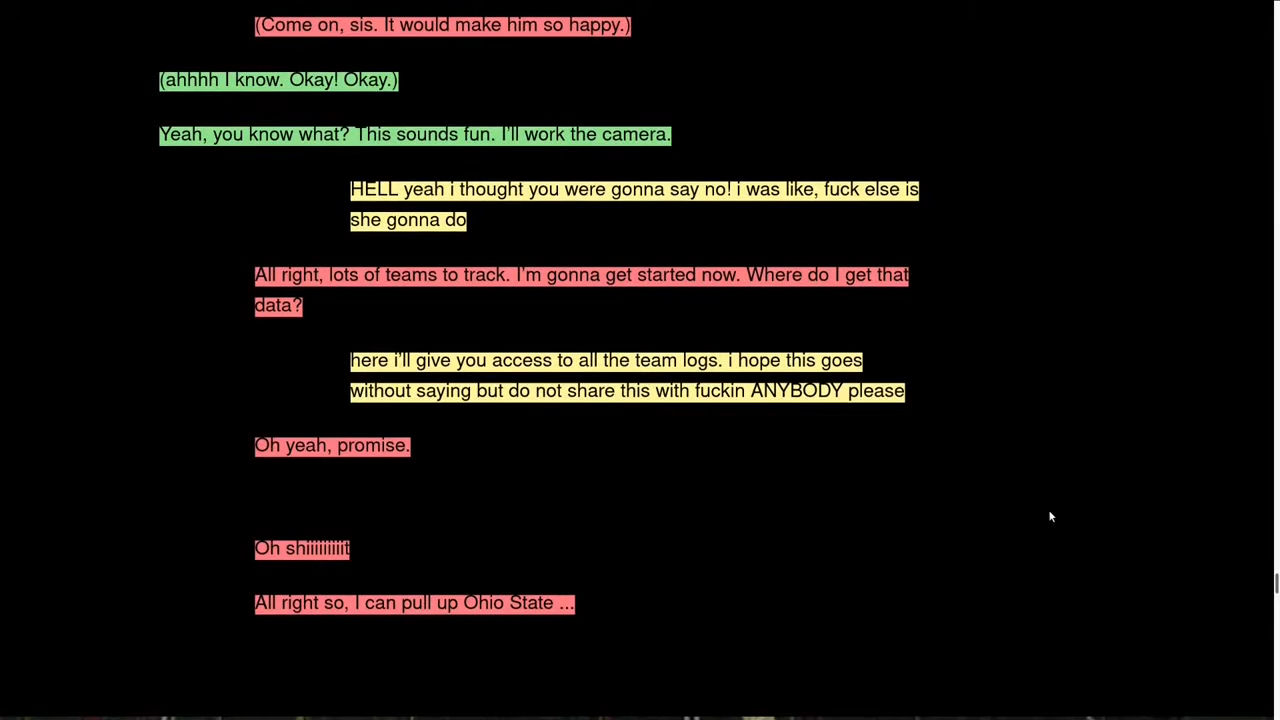 (Come on, sis. It would make him so happy.)
(ahhhh I know. Okay! Okay.)
Yeah, you know what? This sounds fun. I'll work the camera.
HELL yeah i thought you were gonna say no! i was like, fuck else is
she gonna do
All right, lots of teams to track. I'm gonna get started now. Where do I get that
data?
here i'll give you access to all the team logs. i hope this goes
without saying but do not share this with fuckin ANYBODY please
Oh yeah, promise.
Oh shiiiiiiiiit
All right so, I can pull up Ohio State ...